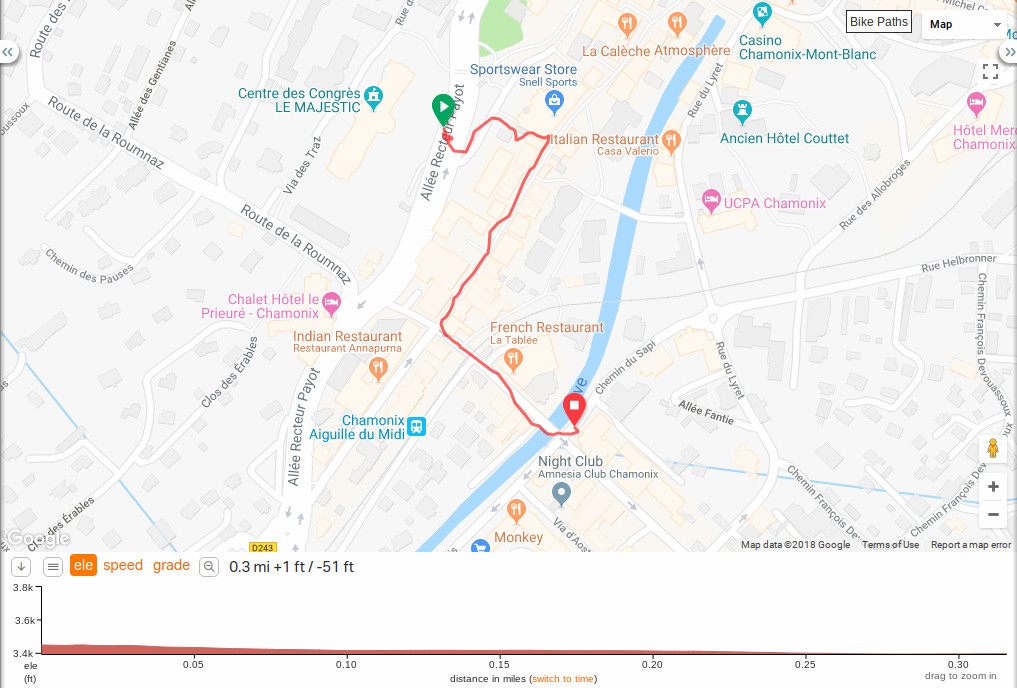 Route des
Allée des Gentianes
Allée
Rue d
Michel C
La Calèche
Atmosphère
Casino
Chamonix-Mont-Blanc
Bike Paths
Map
Mo
«
»
Sportswear Store
Snell Sports
Centre des Congrès
LE MAJESTIC
Allée Recteur Payot
Rue du Lyret
Ancien Hôtel Couttet
Hôtel Merc
Chamonix
oussoux
Route de la Roumnaz
Via des Traz
Italian Restaurant
Casa Valerio
UCPA Chamonix
Rue des Allobroges
Route de la Roumnaz
Chemin des Pauses
Rue Helbronner
Chalet Hôtel le
Prieuré - Chamonix
Indian Restaurant
Restaurant Annapurna
French Restaurant
La Tablée
Chemin du Sapi
Rue du Lyret
Chemin François Devouassoux
Clos des Érables
Allée Recteur Payot
Allée Fantie
Chamonix
Aiguille du Midi
Night Club
Amnesia Club Chamonix
Chemin François Devouassoux
Chemin François Dev
Clos des Érables
Monkey
Via d'Aost
D243
Google
+
−
Map data ©2018 Google
Terms of Use
Report a map error
ele
speed
grade
0.3 mi +1 ft / -51 ft
3.8k
3.6k
3.4k
ele
(ft)
0.05
0.10
0.15
0.20
0.25
0.30
distance in miles (switch to time)
drag to zoom in